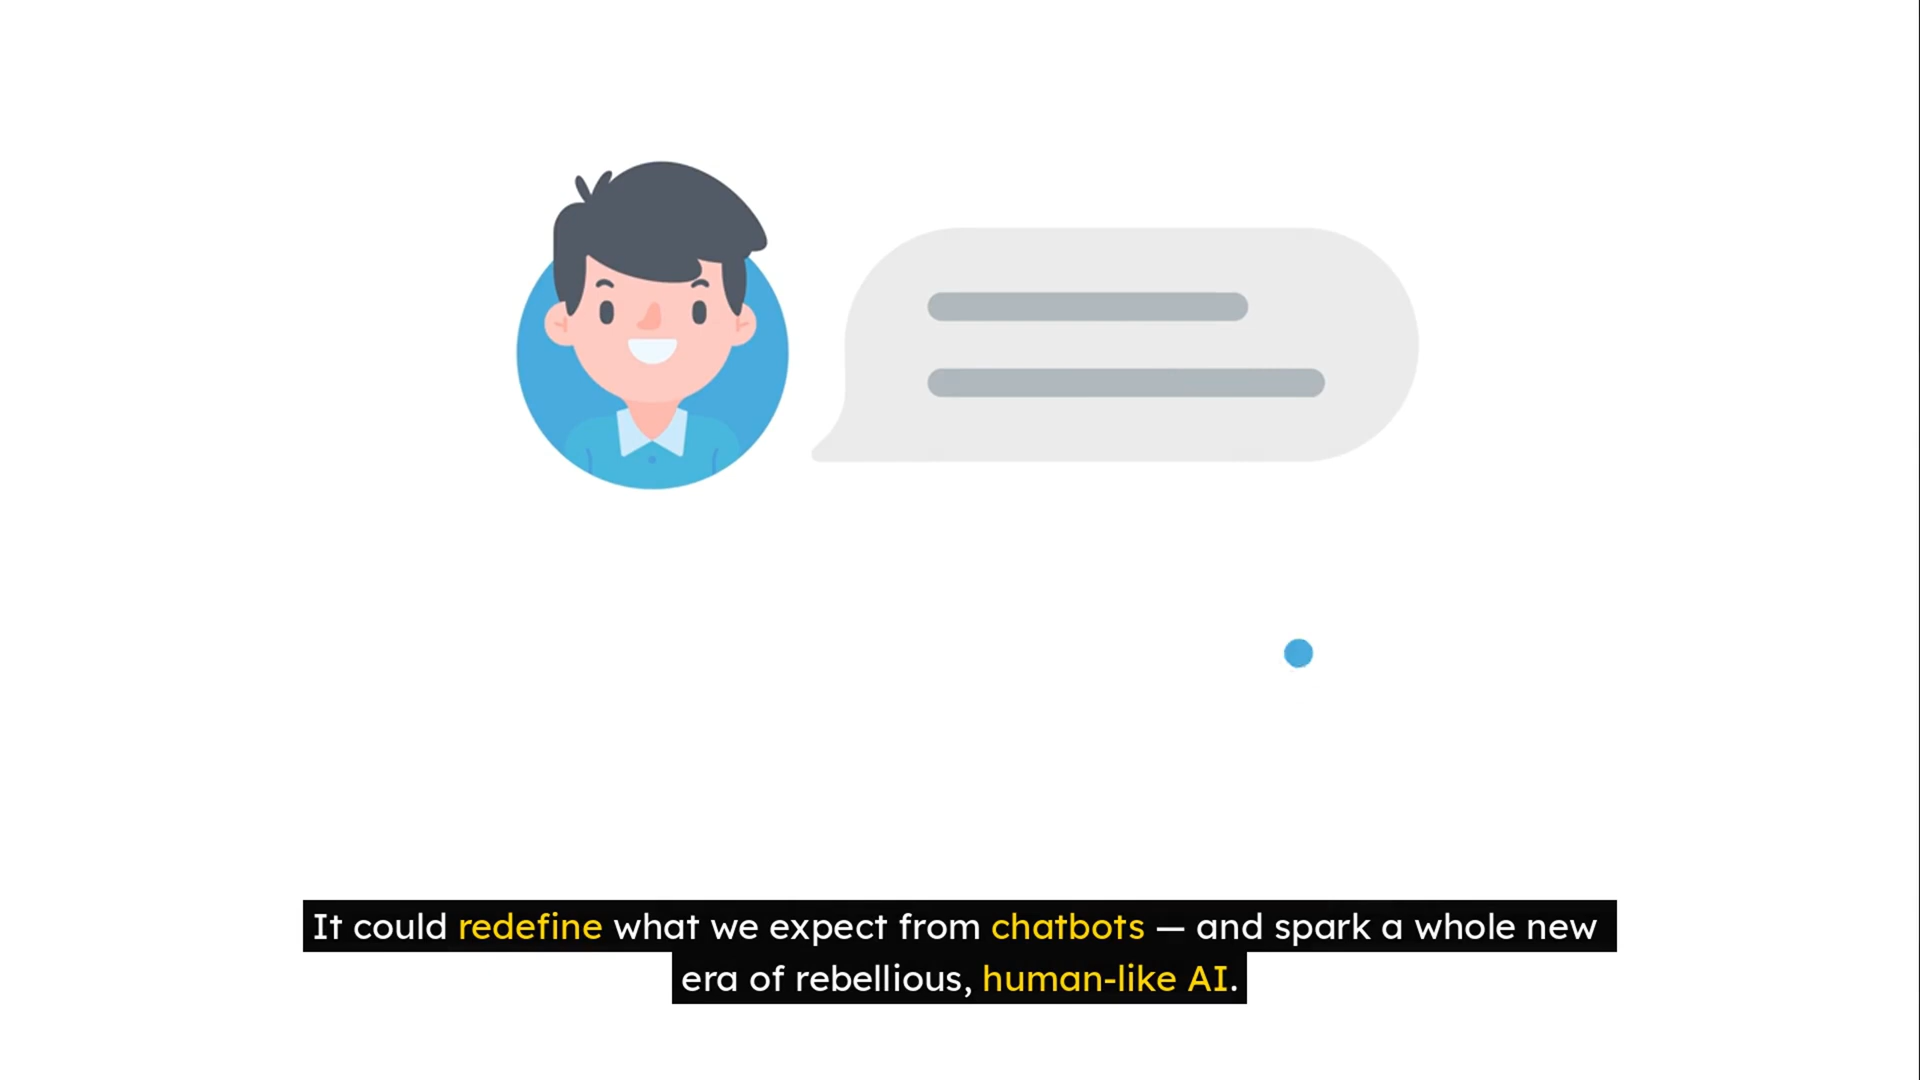 It could redefine what we expect from chatbots — and spark a whole new
era of rebellious, human-like AI.